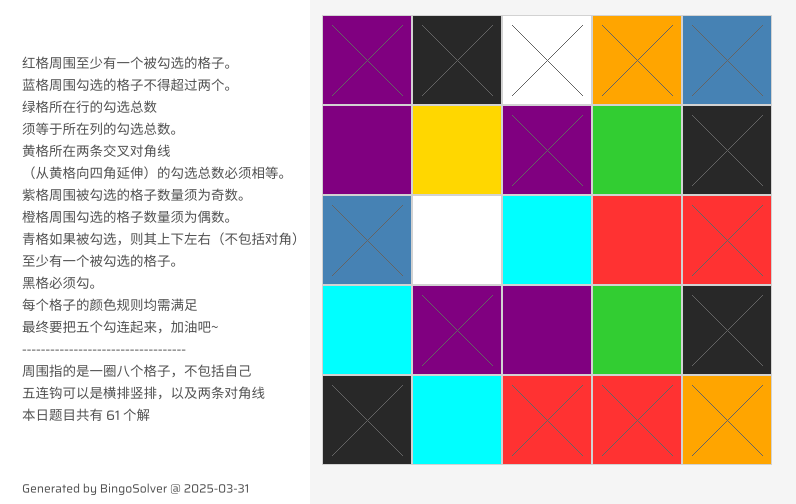 红格周围至少有一个被勾选的格子。
蓝格周围勾选的格子不得超过两个。
绿格所在行的勾选总数
须等于所在列的勾选总数。
黄格所在两条交叉对角线
（从黄格向四角延伸）的勾选总数必须相等。
紫格周围被勾选的格子数量须为奇数。
橙格周围勾选的格子数量须为偶数。
青格如果被勾选，则其上下左右（不包括对角）
至少有一个被勾选的格子。
黑格必须勾。
每个格子的颜色规则均需满足
最终要把五个勾连起来，加油吧~
-----------------------------------
周围指的是一圈八个格子，不包括自己
五连钩可以是横排竖排，以及两条对角线
本日题目共有 61 个解
Generated by BingoSolver @ 2025-03-31